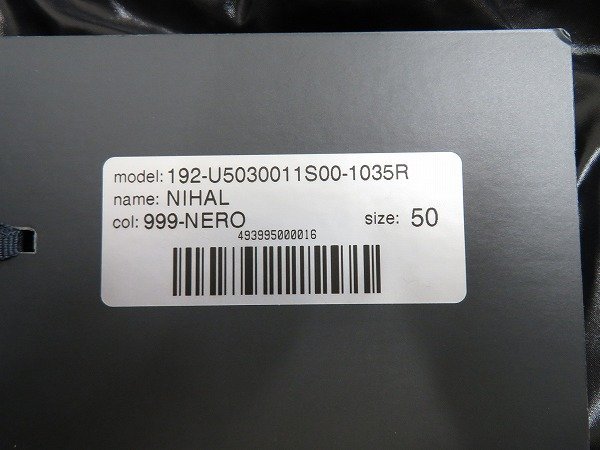 model: 192-U5030011S00-1035R
name: NIHAL
col: 999-NERO size: 50
493995000016